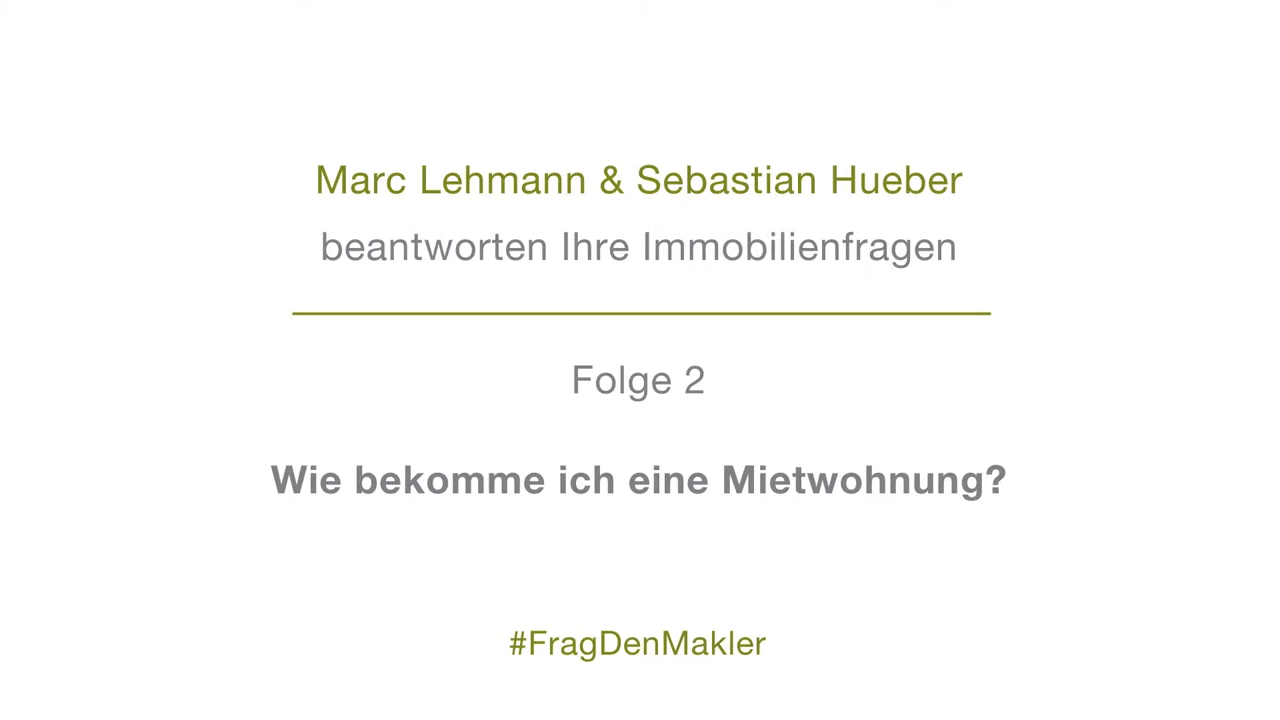 Marc Lehmann & Sebastian Hueber
beantworten Ihre Immobilienfragen
Folge 2
Wie bekomme ich eine Mietwohnung?
#FragDenMakler